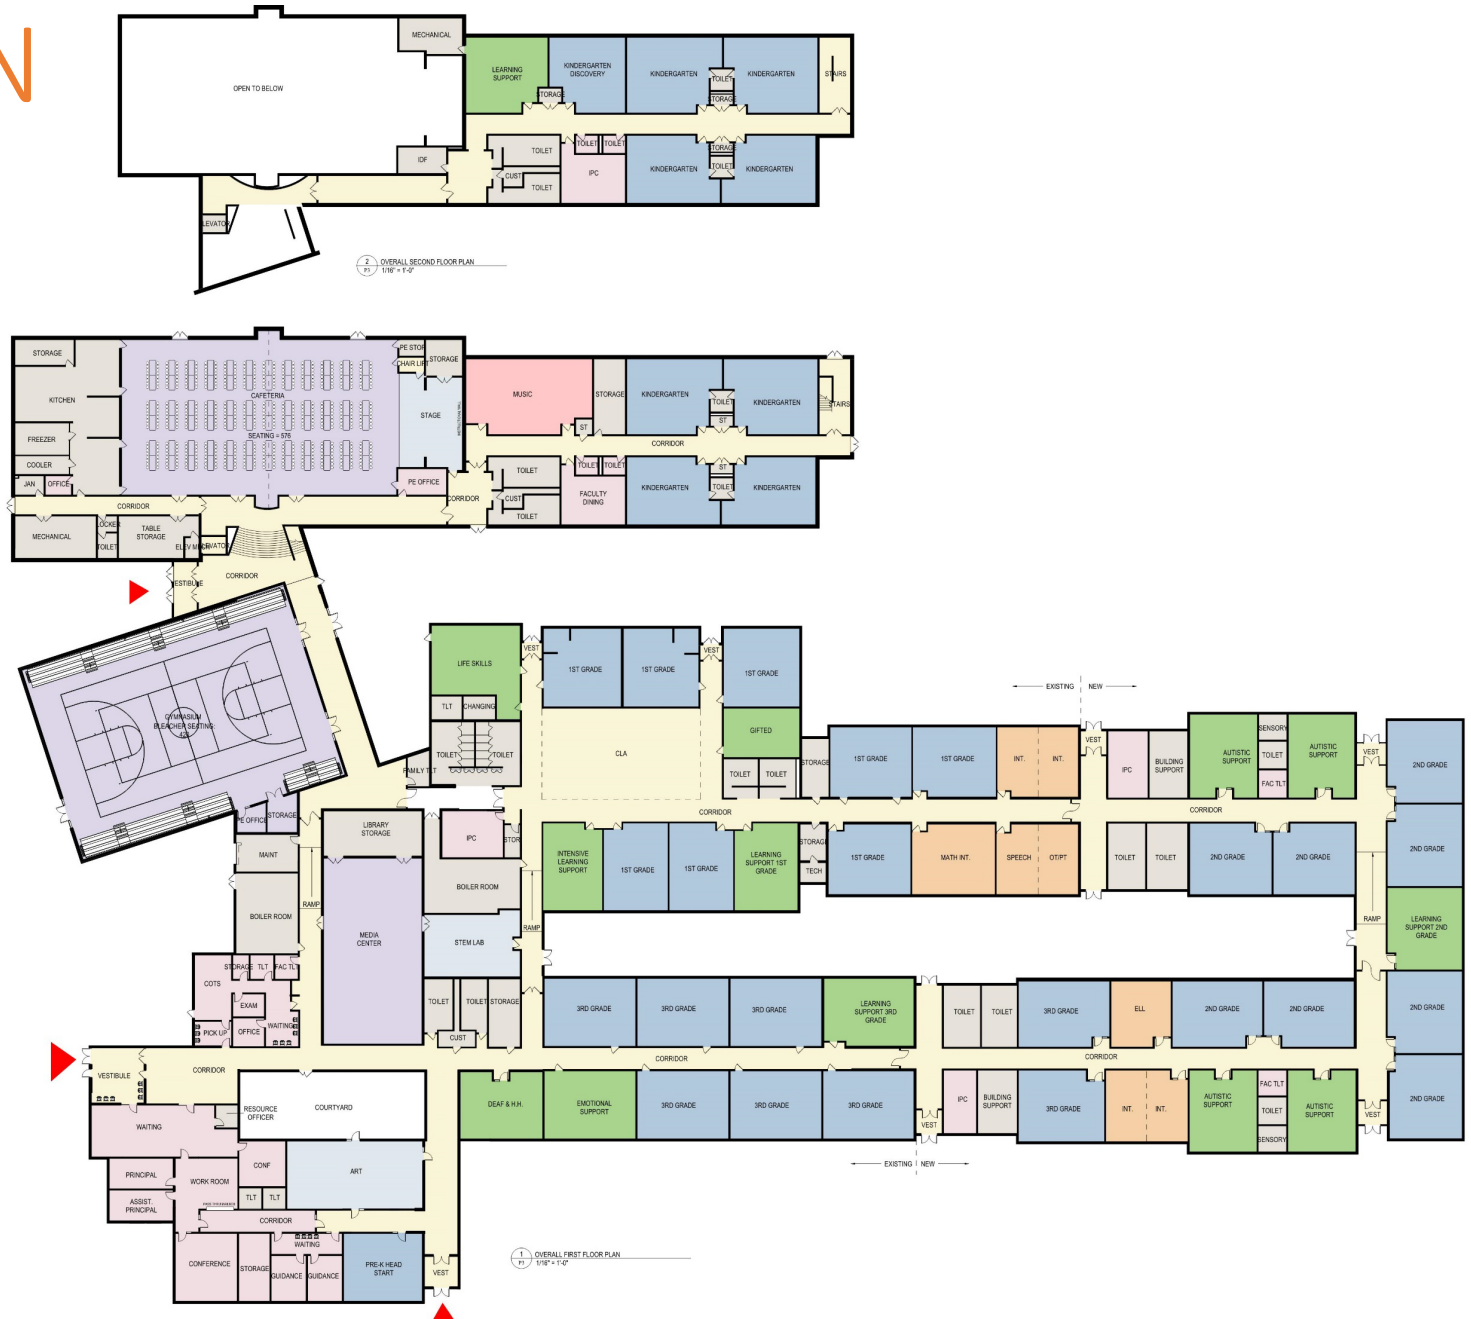 N
MECHANICAL
OPEN TO BELOW
LEARNING
SUPPORT
KINDERGARTEN
DISCOVERY
KINDERGARTEN
KINDERGARTEN
STAIRS
TOILET
STORAGE
STORAGE
IDF
TOILET
CUST
TOILET
TOILET
TOILET
IPC
KINDERGARTEN
STORAGE
TOILET
KINDERGARTEN
2
P3
OVERALL SECOND FLOOR PLAN
1/16" = 1'-0"
STORAGE
KITCHEN
FREEZER
COOLER
JAN
OFFICE
CAFETERIA
SEATING = 576
PE STOR
CHAIR LIFT
STORAGE
STAGE
PE OFFICE
MUSIC
STORAGE
ST
KINDERGARTEN
TOILET
ST
KINDERGARTEN
STAIRS
CORRIDOR
TOILET
CUST
TOILET
TOILET
TOILET
FACULTY
DINING
KINDERGARTEN
ST
TOILET
KINDERGARTEN
CORRIDOR
CORRIDOR
MECHANICAL
TOILET
TABLE
STORAGE
CORRIDOR
GYMNASIUM
BLEACHER SEATING:
PE OFFICE
STORAGE
LIFE SKILLS
TLT
CHANGING
TOILET
TOILET
FAMILY TLT
VEST
1ST GRADE
1ST GRADE
VEST
1ST GRADE
CLA
GIFTED
TOILET
TOILET
STORAGE
1ST GRADE
1ST GRADE
INT.
INT.
EXISTING
NEW
VEST
IPC
BUILDING
SUPPORT
AUTISTIC
SUPPORT
SENSORY
TOILET
FAC TLT
AUTISTIC
SUPPORT
VEST
2ND GRADE
CORRIDOR
CORRIDOR
LIBRARY
STORAGE
IPC
STOR
BOILER ROOM
MAINT
BOILER ROOM
RAMP
MEDIA
CENTER
STEM LAB
RAMP
INTENSIVE
LEARNING
SUPPORT
1ST GRADE
1ST GRADE
LEARNING
SUPPORT 1ST
GRADE
STORAGE
TECH
1ST GRADE
MATH INT.
SPEECH
OT/PT
TOILET
TOILET
2ND GRADE
2ND GRADE
2ND GRADE
RAMP
LEARNING
SUPPORT 2ND
GRADE
COTS
STORAGE
TLT
FAC TLT
EXAM
PICK UP
OFFICE
WAITING
TOILET
TOILET
STORAGE
CUST
3RD GRADE
3RD GRADE
3RD GRADE
LEARNING
SUPPORT 3RD
GRADE
TOILET
TOILET
3RD GRADE
ELL
2ND GRADE
2ND GRADE
2ND GRADE
CORRIDOR
CORRIDOR
VESTIBULE
CORRIDOR
COURTYARD
RESOURCE
OFFICER
WAITING
DEAF & H.H.
EMOTIONAL
SUPPORT
3RD GRADE
3RD GRADE
3RD GRADE
VEST
IPC
BUILDING
SUPPORT
3RD GRADE
INT.
INT.
AUTISTIC
SUPPORT
FAC TLT
TOILET
SENSORY
AUTISTIC
SUPPORT
VEST
2ND GRADE
EXISTING
NEW
PRINCIPAL
ASSIST.
PRINCIPAL
WORK ROOM
CONF
TLT
TLT
ART
CORRIDOR
WAITING
CONFERENCE
STORAGE
GUIDANCE
GUIDANCE
PRE-K HEAD
START
VEST
1
P3
OVERALL FIRST FLOOR PLAN
1/16" = 1'-0"